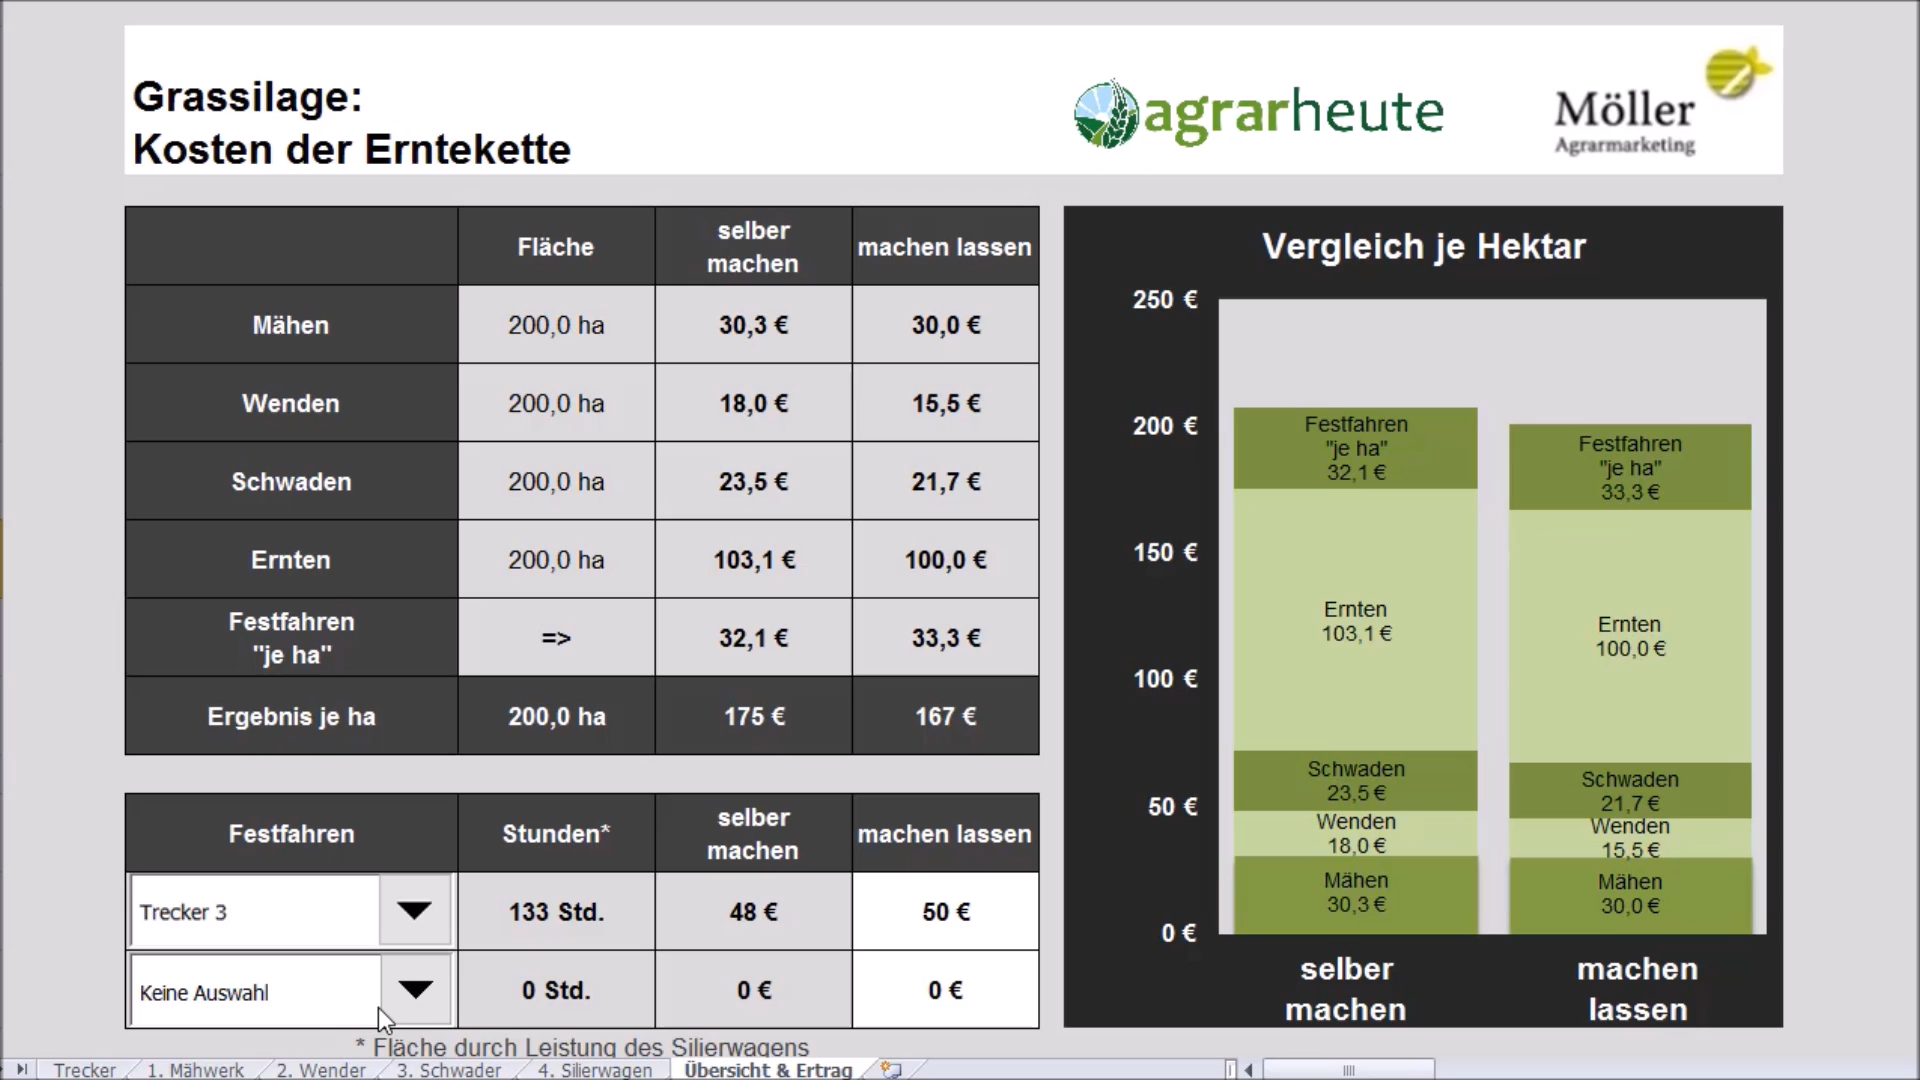 Grassilage:
Kosten der Erntekette
agrarheute
Möller
Agrarmarketing
Fläche
selber
machen
machen lassen
Mähen
200,0 ha
30,3 €
30,0 €
Wenden
200,0 ha
18,0 €
15,5 €
Schwaden
200,0 ha
23,5 €
21,7 €
Ernten
200,0 ha
103,1 €
100,0 €
Festfahren
"je ha"
=>
32,1 €
33,3 €
Ergebnis je ha
200,0 ha
175 €
167 €
Festfahren
Stunden*
selber
machen
machen lassen
Trecker 3
133 Std.
48 €
50 €
Keine Auswahl
0 Std.
0 €
0 €
* Fläche durch Leistung des Silierwagens
Vergleich je Hektar
250 €
200 €
150 €
100 €
50 €
0 €
Festfahren
"je ha"
32,1 €
Ernten
103,1 €
Schwaden
23,5 €
Wenden
18,0 €
Mähen
30,3 €
Festfahren
"je ha"
33,3 €
Ernten
100,0 €
Schwaden
21,7 €
Wenden
15,5 €
Mähen
30,0 €
selber
machen
machen
lassen
Trecker
1. Mähwerk
2. Wender
3. Schwader
4. Silierwagen
Übersicht & Ertrag